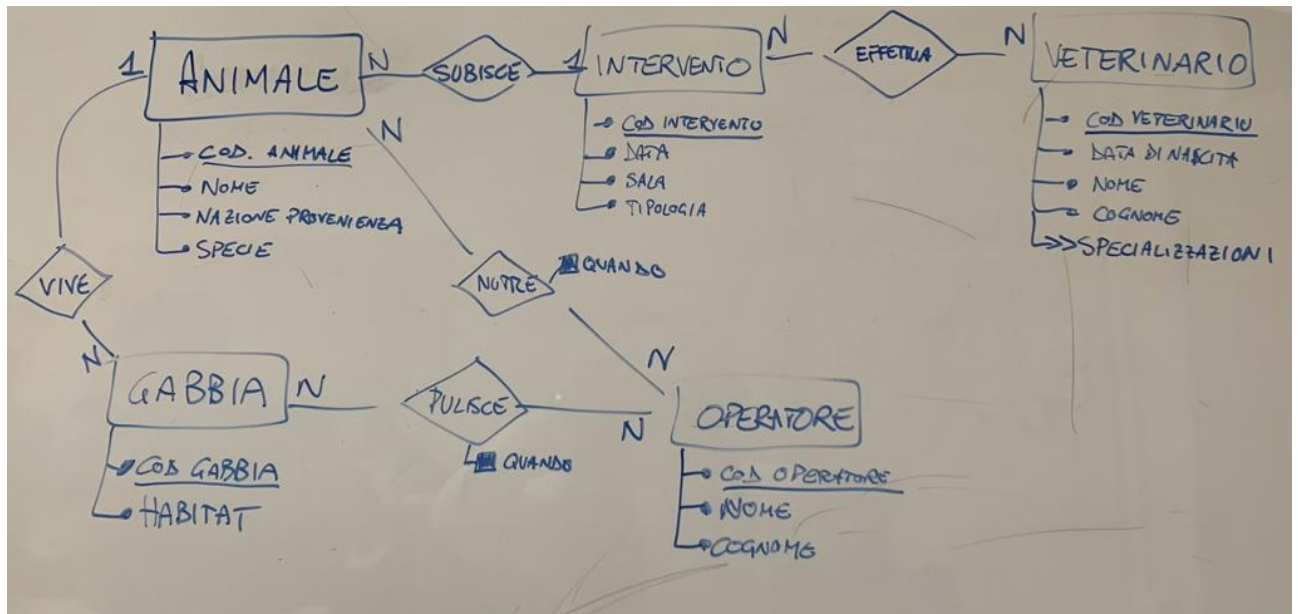 1 ANIMALE N SUBISCE 1 INTERVENTO N EFFETTUA N VETERINARIO
COD. ANIMALE
NOME
NAZIONE PROVENIENZA
SPECIE
COD INTERVENTO
DATA
SALA
TIPOLOGIA
COD VETERINARIO
DATA DI NASCITA
NOME
COGNOME
SPECIALIZZAZIONI
N
VIVE
NUTRE
QUANDO
N
N
GABBIA N PULISCE N OPERATORE
QUANDO
COD GABBIA
HABITAT
COD OPERATORE
NOME
COGNOME